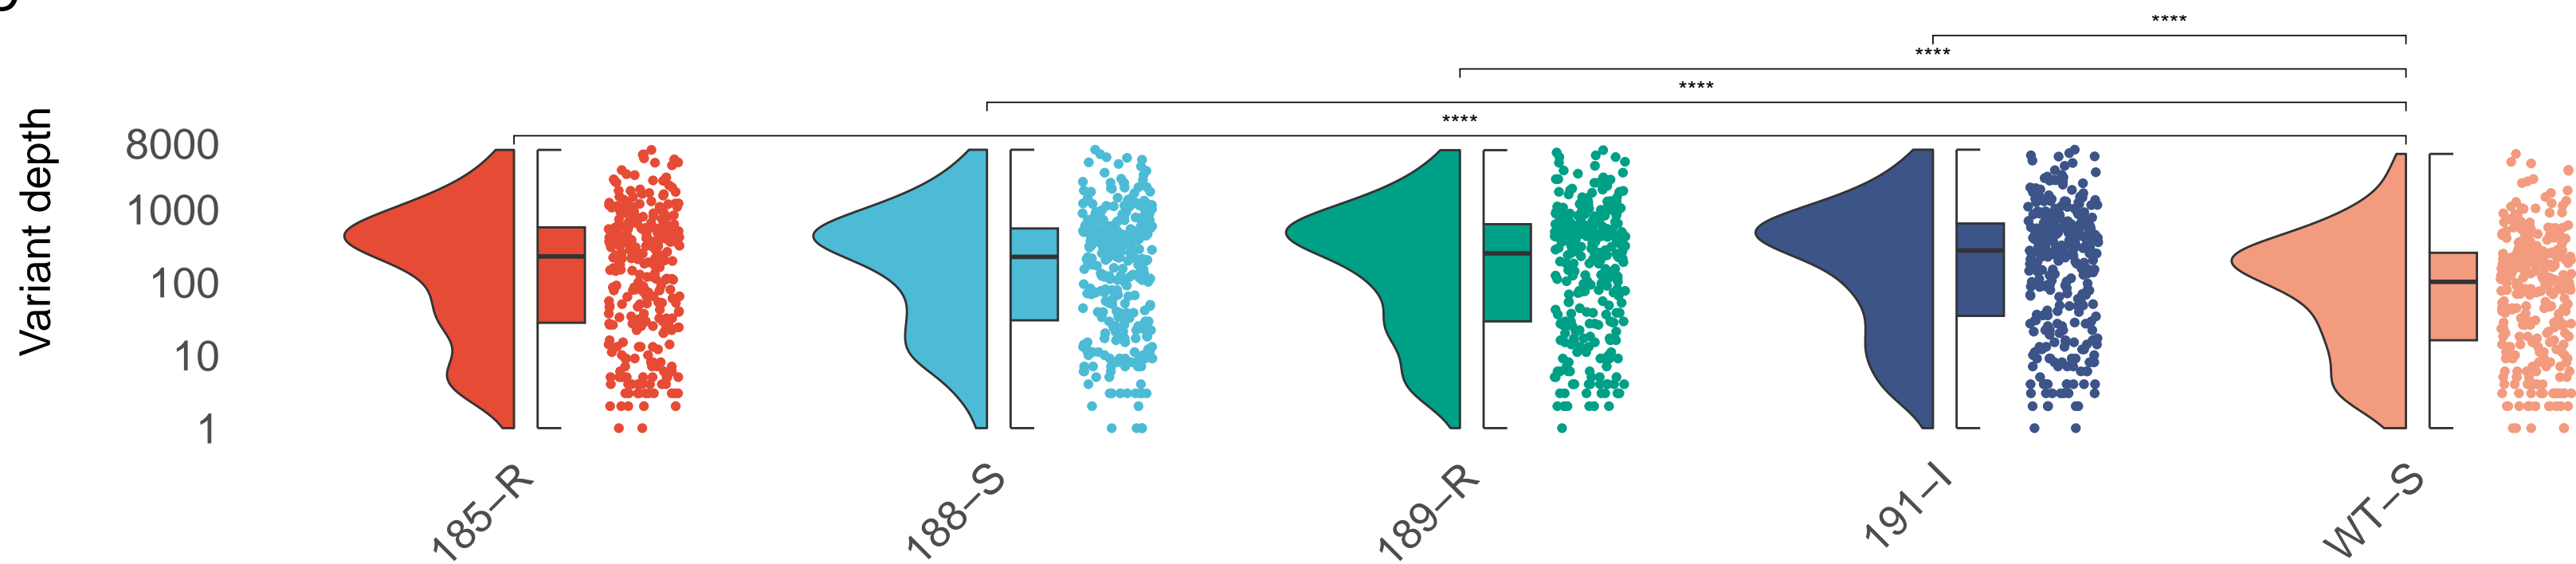 ****
****
****
****
Variant depth
8000
1000
100
10
1
185–R
188–S
189–R
191–I
WT–S